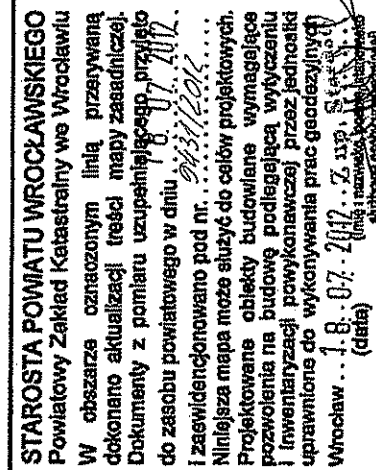 STAROSTA POWIATU WROCŁAWSKIEGO
Powiatowy Zakład Katastralny we Wrocławiu
W obszarze oznaczonym linią przerywaną
dokonano aktualizacji treści mapy zasadniczej.
Dokumenty z pomiaru uzupełniającego przyjęto
do zasobu powiatowego w dniu 18. 07. 2012.
i zaewidencjonowano pod nr. . . 9431/2012 . . . .
Niniejsza mapa może służyć do celów projektowych.
Projektowane obiekty budowlane wymagające
pozwolenia na budowę podlegającą wytyczeniu
i inwentaryzacji powykonawczej przez jednostki
uprawnione do wykonywania prac geodezyjnych
Wrocław . . 18. 07. 2012 . . Z up.
(data)